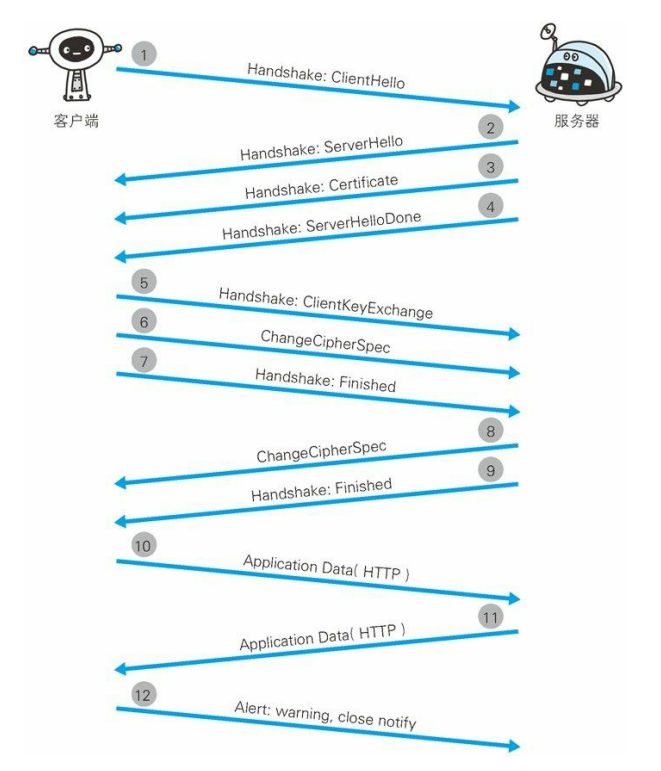 1
Handshake: ClientHello
客户端
服务器
2
Handshake: ServerHello
3
Handshake: Certificate
4
Handshake: ServerHelloDone
5
Handshake: ClientKeyExchange
6
ChangeCipherSpec
7
Handshake: Finished
8
ChangeCipherSpec
9
Handshake: Finished
10
Application Data( HTTP )
11
Application Data( HTTP )
12
Alert: warning, close notify